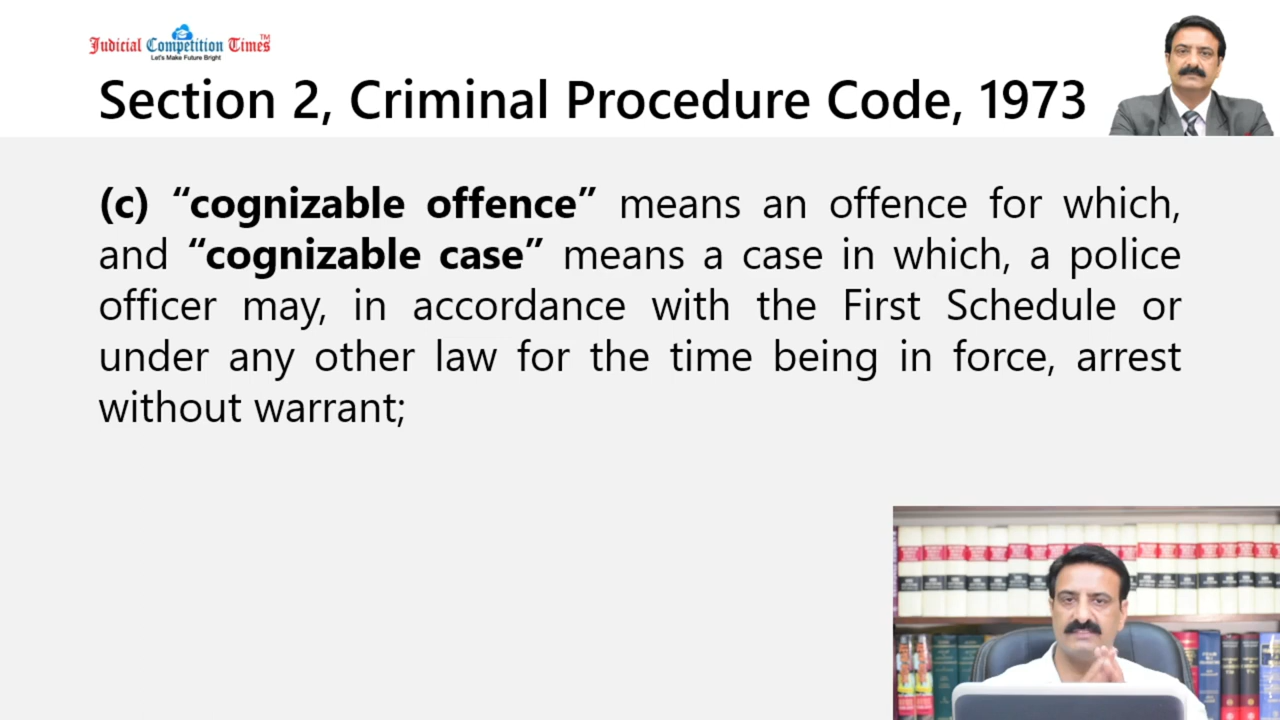 Judicial Competition Times™
Let's Make Future Bright
Section 2, Criminal Procedure Code, 1973
(c) “cognizable offence” means an offence for which,
and “cognizable case” means a case in which, a police
officer may, in accordance with the First Schedule or
under any other law for the time being in force, arrest
without warrant;